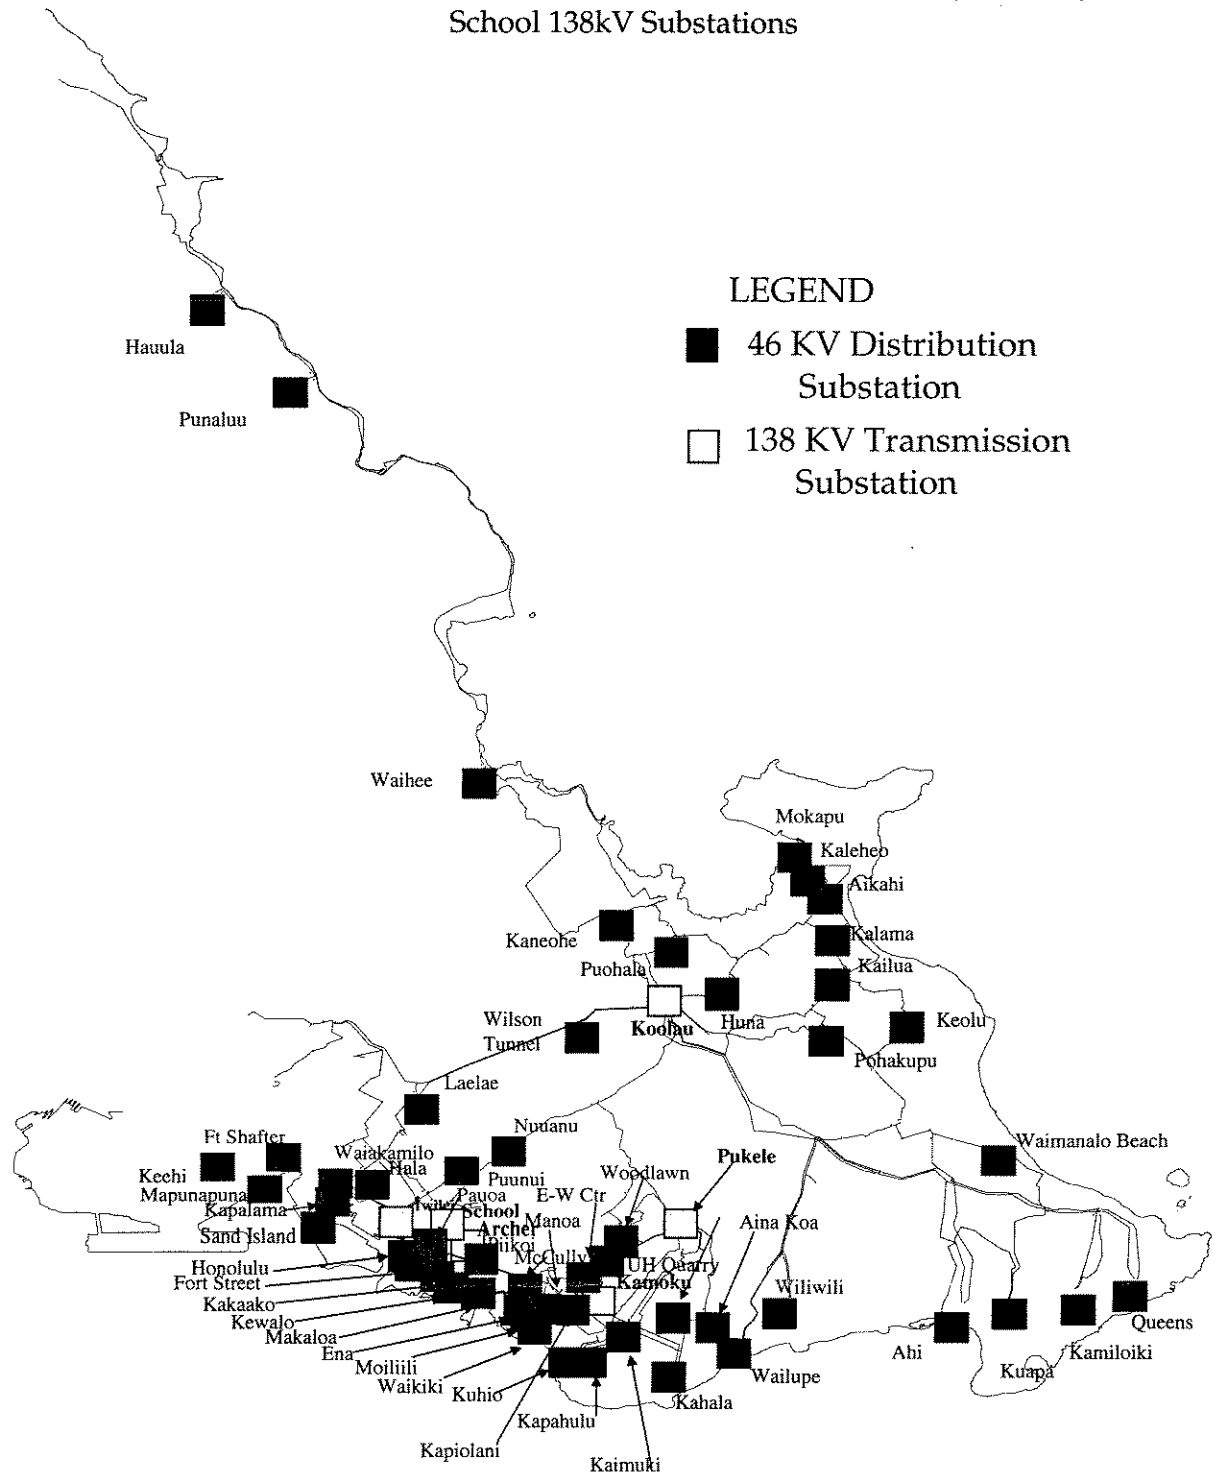 School 138kV Substations
LEGEND
46 KV Distribution
Substation
138 KV Transmission
Substation
Hauula
Punaluu
Waihee
Mokapu
Kaleheo
Aikahi
Kaneohe
Kalama
Puohala
Kailua
Wilson
Tunnel
Koolau
Huna
Keolu
Pohakupu
Laelae
Nuuanu
Ft Shafter
Waiakamilo
Waimanalo Beach
Keehi
Hala
Puunui
Woodlawn
Pukele
Mapunapuna
Pauoa
E-W Ctr
Kapalama
Iwilei
School
Manoa
Aina Koa
Sand Island
Archer
Piikoi
McCully
UH Quarry
Honolulu
Kamoku
Fort Street
Wiliwili
Kakaako
Kewalo
Queens
Makaloa
Ena
Ahi
Kamiloiki
Moiliili
Kuapa
Waikiki
Wailupe
Kuhio
Kahala
Kapahulu
Kapiolani
Kaimuki